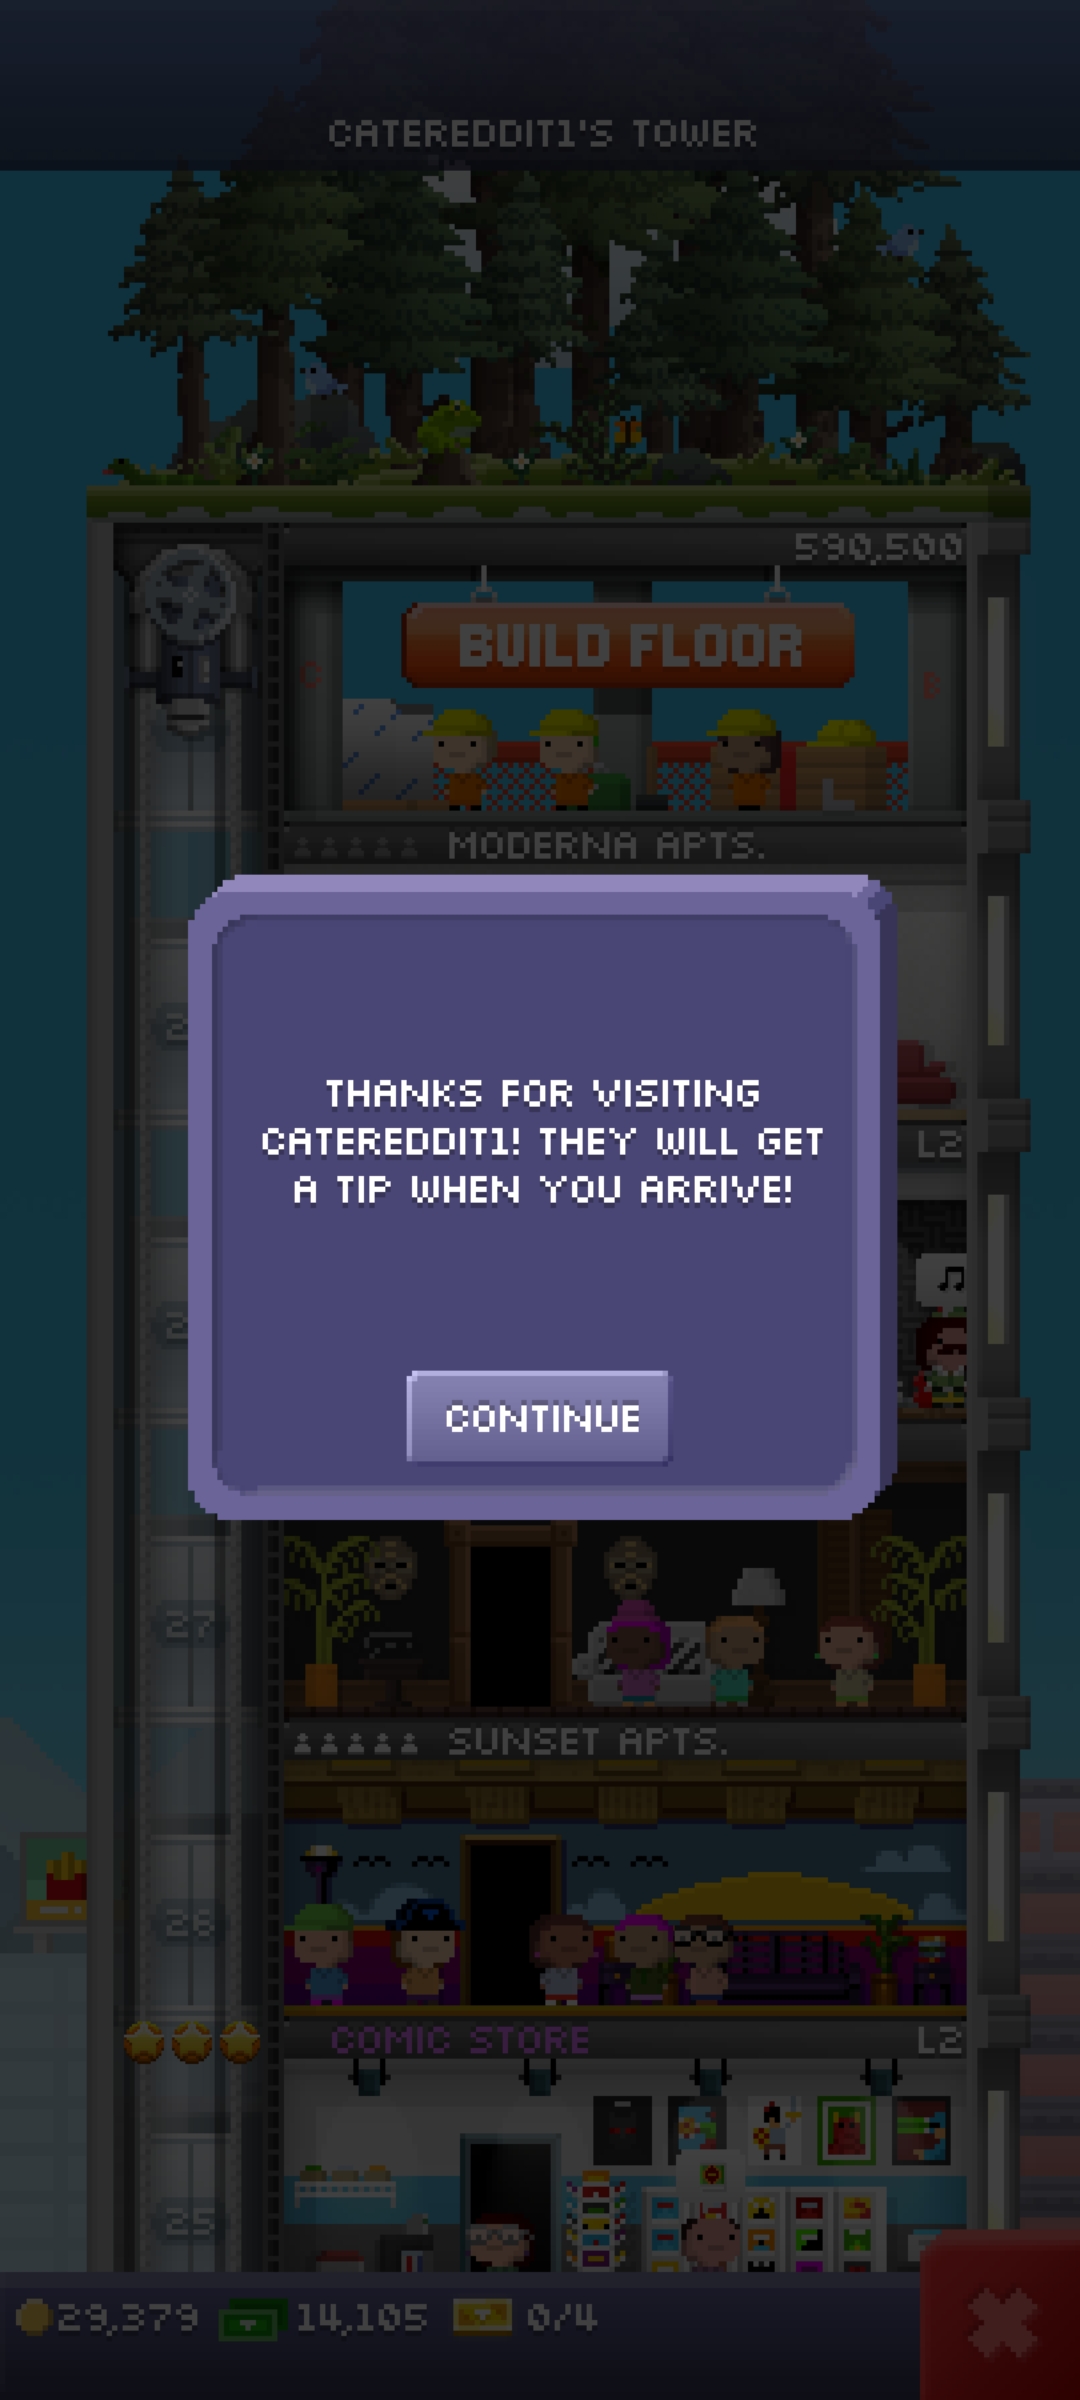 CATEREDDIT1'S TOWER
590,500
BUILD FLOOR
C
B
MODERNA APTS.
L2
THANKS FOR VISITING
CATEREDDIT1! THEY WILL GET
A TIP WHEN YOU ARRIVE!
CONTINUE
27
SUNSET APTS.
26
COMIC STORE L2
25
29,379 14,105 0/4